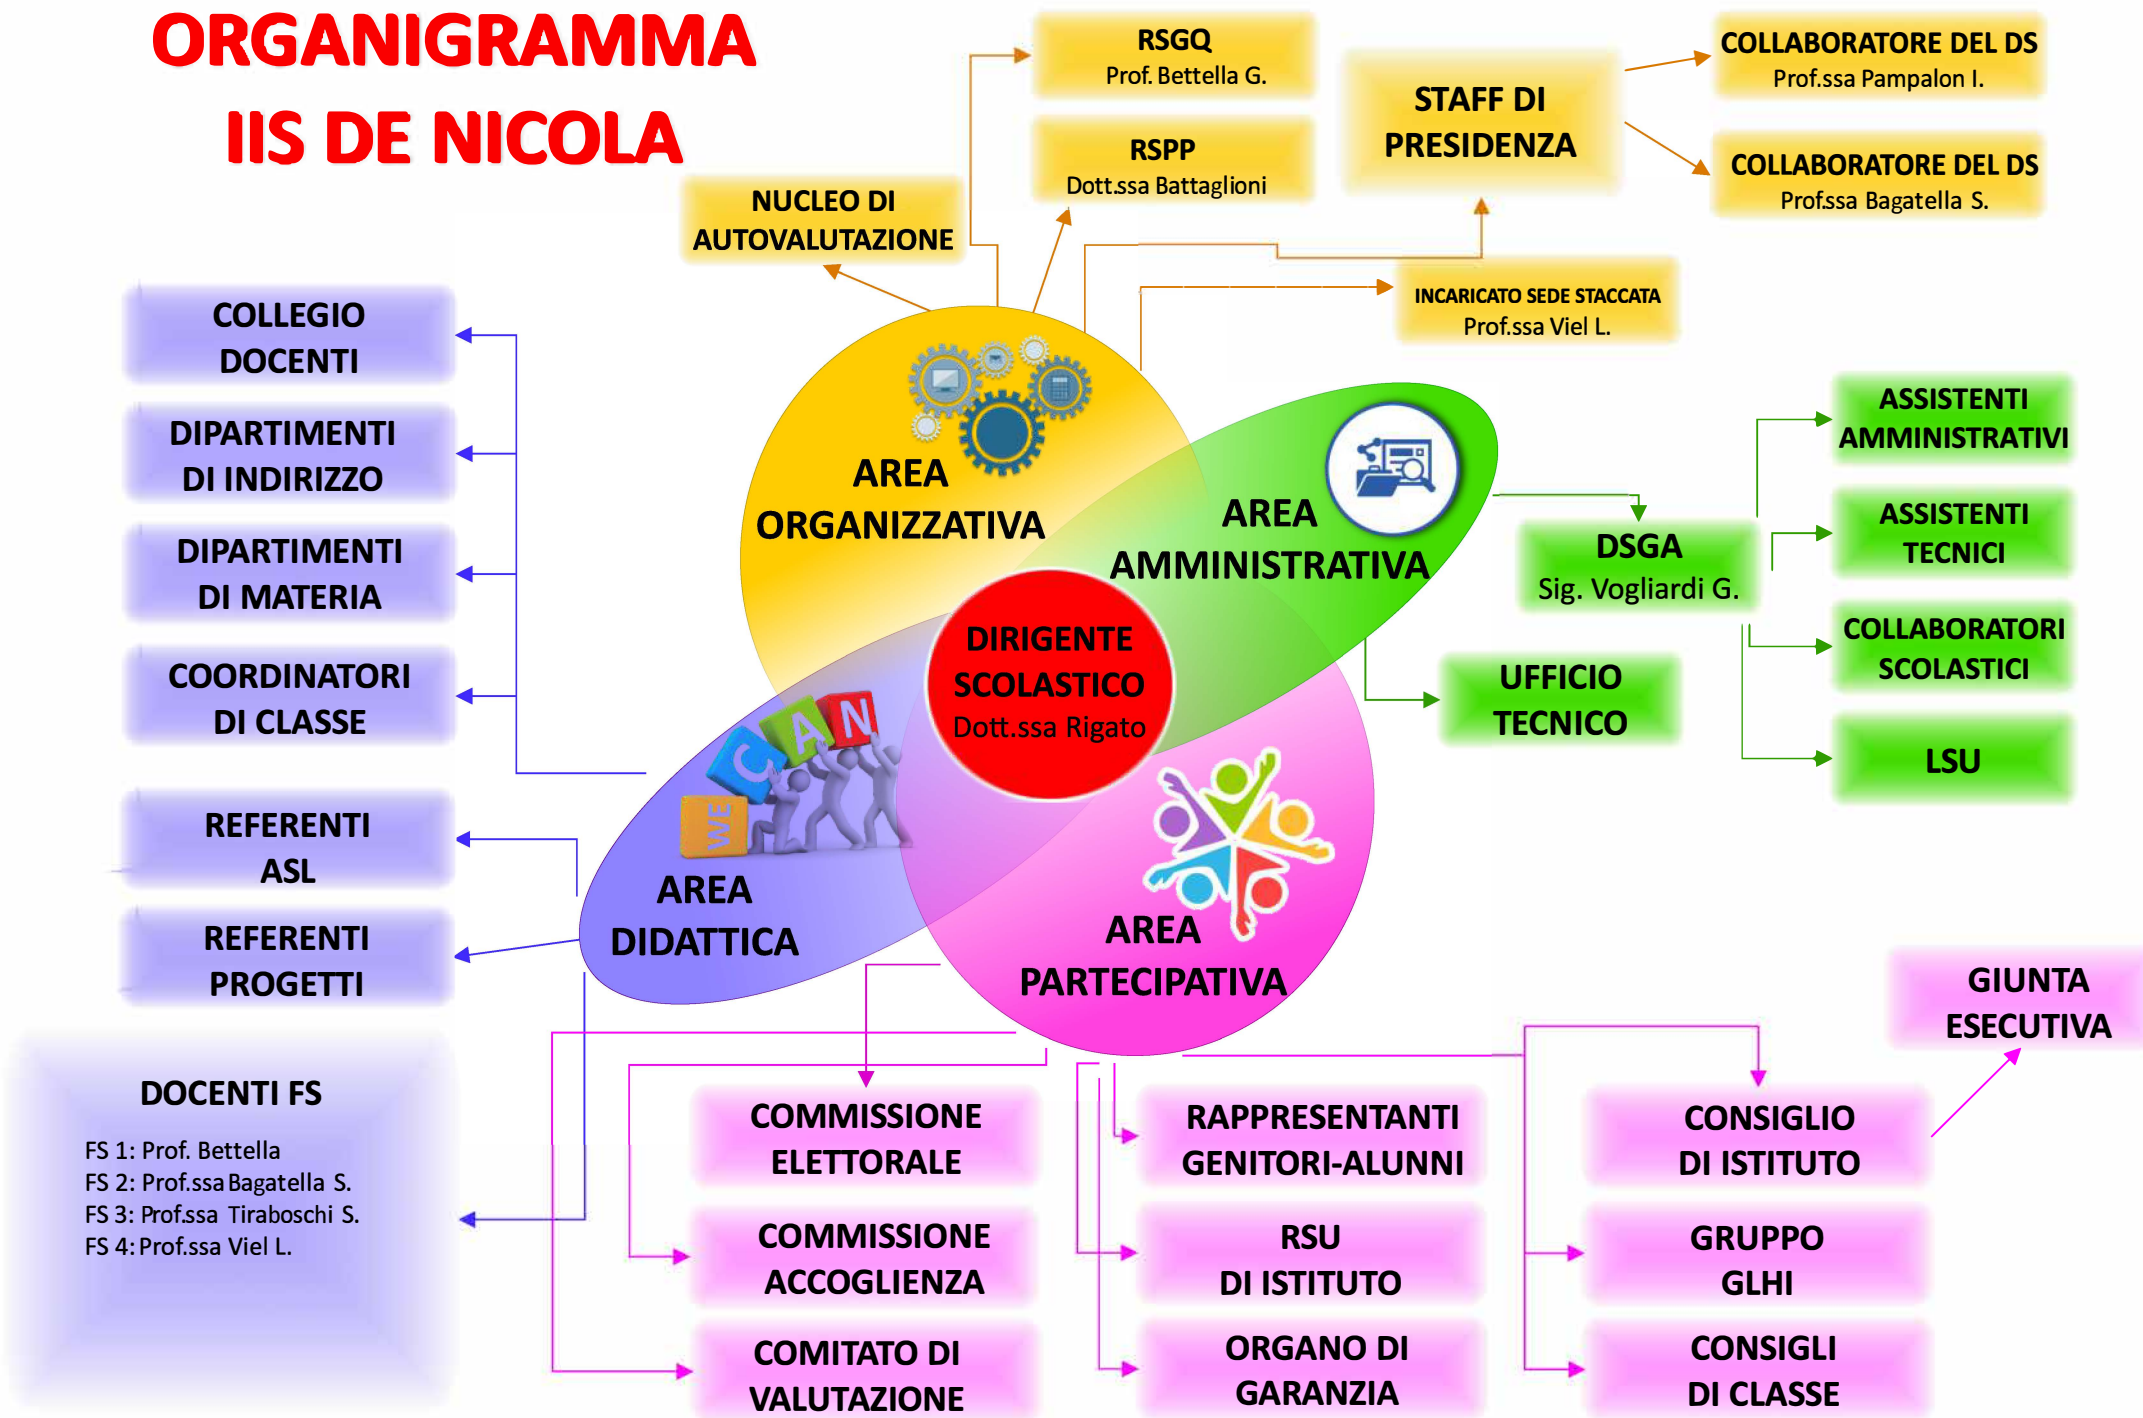 ORGANIGRAMMA
IIS DE NICOLA
RSGQ
Prof. Bettella G.
RSPP
Dott.ssa Battaglioni
STAFF DI
PRESIDENZA
COLLABORATORE DEL DS
Prof.ssa Pampalon I.
COLLABORATORE DEL DS
Prof.ssa Bagatella S.
NUCLEO DI
AUTOVALUTAZIONE
INCARICATO SEDE STACCATA
Prof.ssa Viel L.
COLLEGIO
DOCENTI
DIPARTIMENTI
DI INDIRIZZO
DIPARTIMENTI
DI MATERIA
COORDINATORI
DI CLASSE
REFERENTI
ASL
REFERENTI
PROGETTI
DOCENTI FS
FS 1: Prof. Bettella
FS 2: Prof.ssa Bagatella S.
FS 3: Prof.ssa Tiraboschi S.
FS 4: Prof.ssa Viel L.
AREA
ORGANIZZATIVA
AREA
AMMINISTRATIVA
DIRIGENTE
SCOLASTICO
Dott.ssa Rigato
WE
CAN
AREA
DIDATTICA
AREA
PARTECIPATIVA
DSGA
Sig. Vogliardi G.
UFFICIO
TECNICO
ASSISTENTI
AMMINISTRATIVI
ASSISTENTI
TECNICI
COLLABORATORI
SCOLASTICI
LSU
COMMISSIONE
ELETTORALE
COMMISSIONE
ACCOGLIENZA
COMITATO DI
VALUTAZIONE
RAPPRESENTANTI
GENITORI-ALUNNI
RSU
DI ISTITUTO
ORGANO DI
GARANZIA
GIUNTA
ESECUTIVA
CONSIGLIO
DI ISTITUTO
GRUPPO
GLHI
CONSIGLI
DI CLASSE